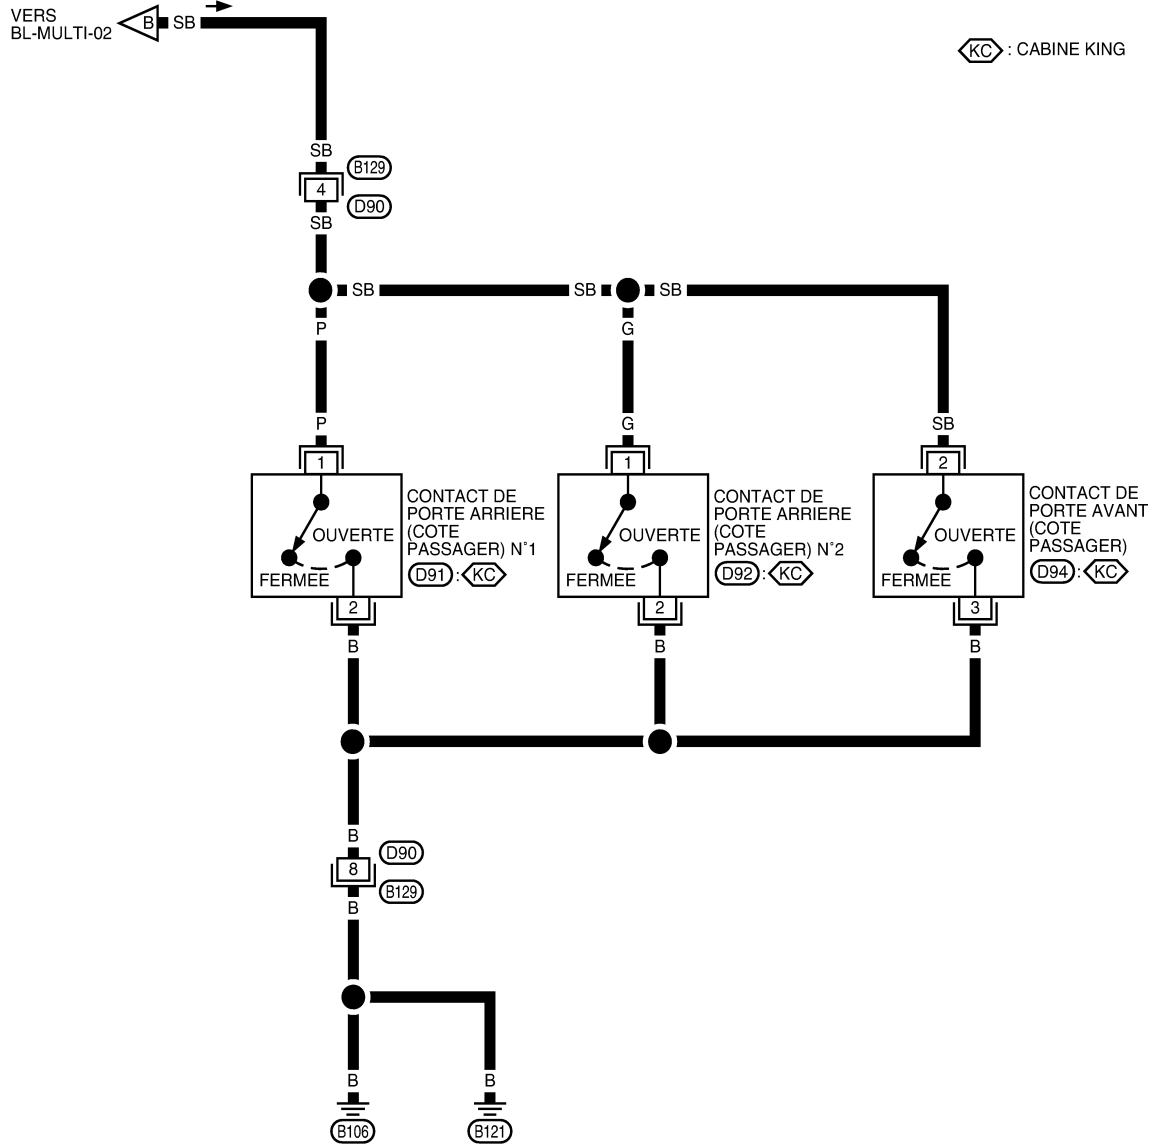 VERS
BL-MULTI-02
B
SB
KC : CABINE KING
SB
B129
4
D90
SB
SB
SB
SB
P
G
P
G
SB
1
1
2
CONTACT DE
PORTE ARRIERE
(COTE
PASSAGER) N°1
D91 : KC
OUVERTE
FERMEE
CONTACT DE
PORTE ARRIERE
(COTE
PASSAGER) N°2
D92 : KC
OUVERTE
FERMEE
CONTACT DE
PORTE AVANT
(COTE
PASSAGER)
D94 : KC
OUVERTE
FERMEE
2
2
3
B
B
B
B
D90
8
B129
B
B
B
B106
B121